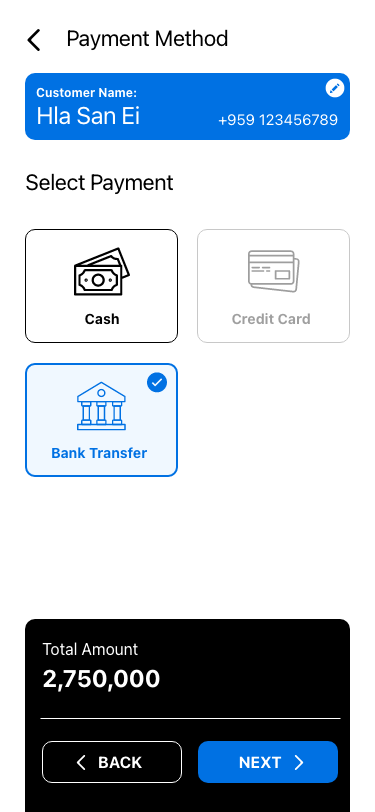 Payment Method
Customer Name:
Hla San Ei
+959 123456789
Select Payment
Cash
Credit Card
Bank Transfer
Total Amount
2,750,000
BACK
NEXT